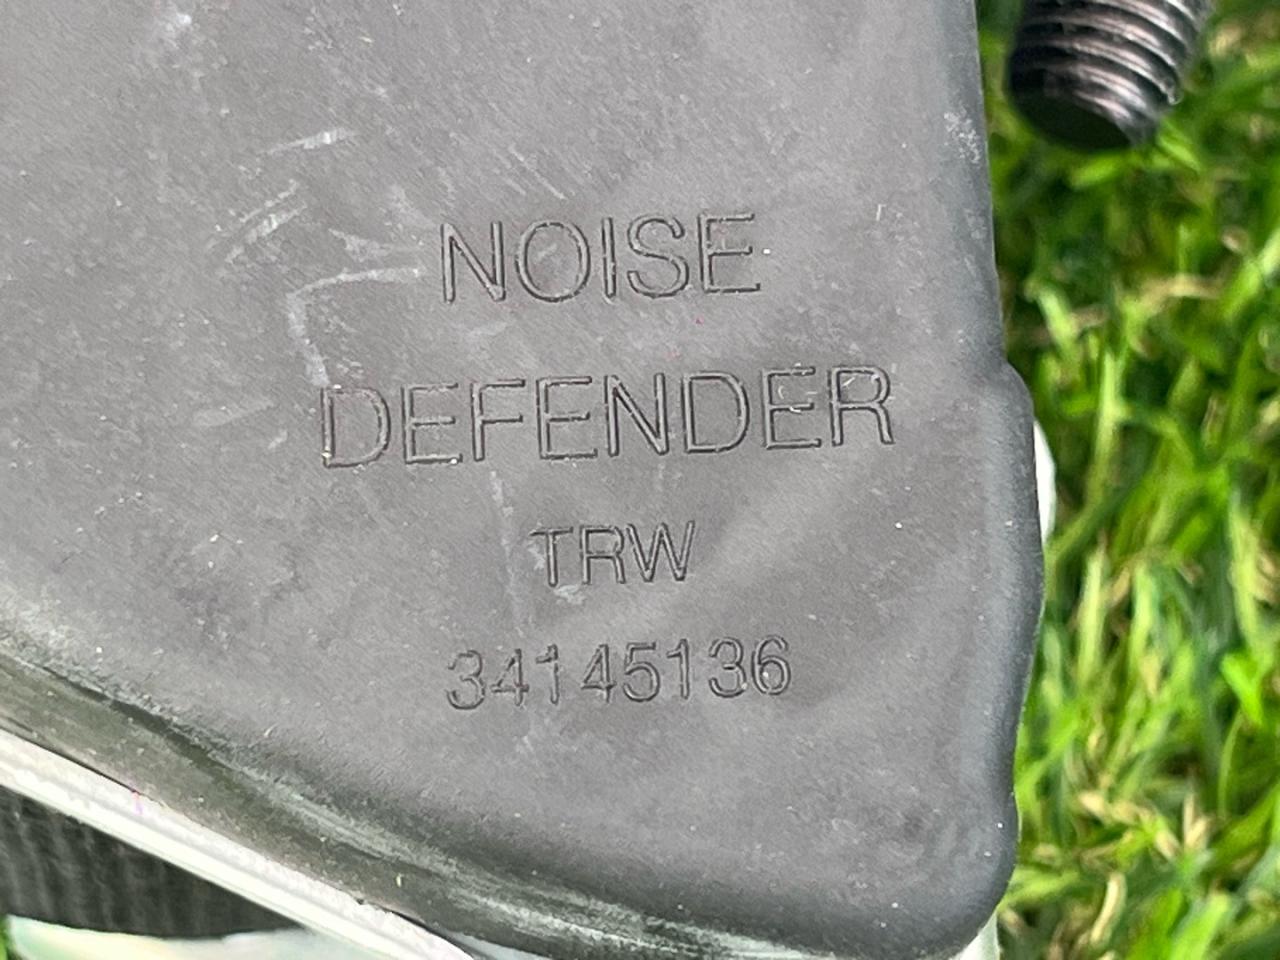 NOISE
DEFENDER
TRW
34145136